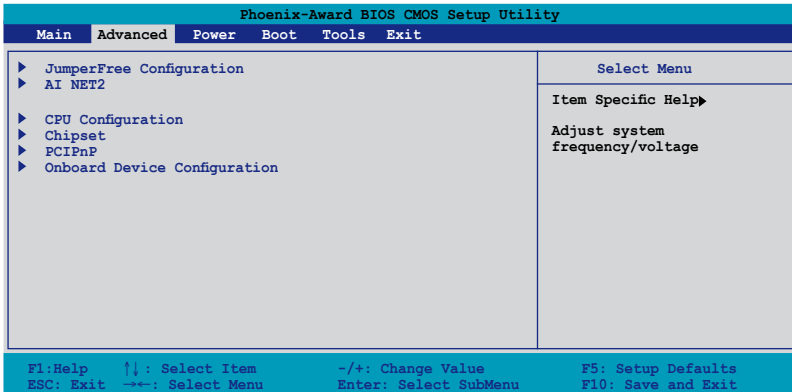 Phoenix-Award BIOS CMOS Setup Utility
Main Advanced Power Boot Tools Exit
JumperFree Configuration
AI NET2
CPU Configuration
Chipset
PCIPnP
Onboard Device Configuration
Select Menu
Item Specific Help
Adjust system
frequency/voltage
F1:Help ↑↓: Select Item -/+: Change Value F5: Setup Defaults
ESC: Exit →←: Select Menu Enter: Select SubMenu F10: Save and Exit